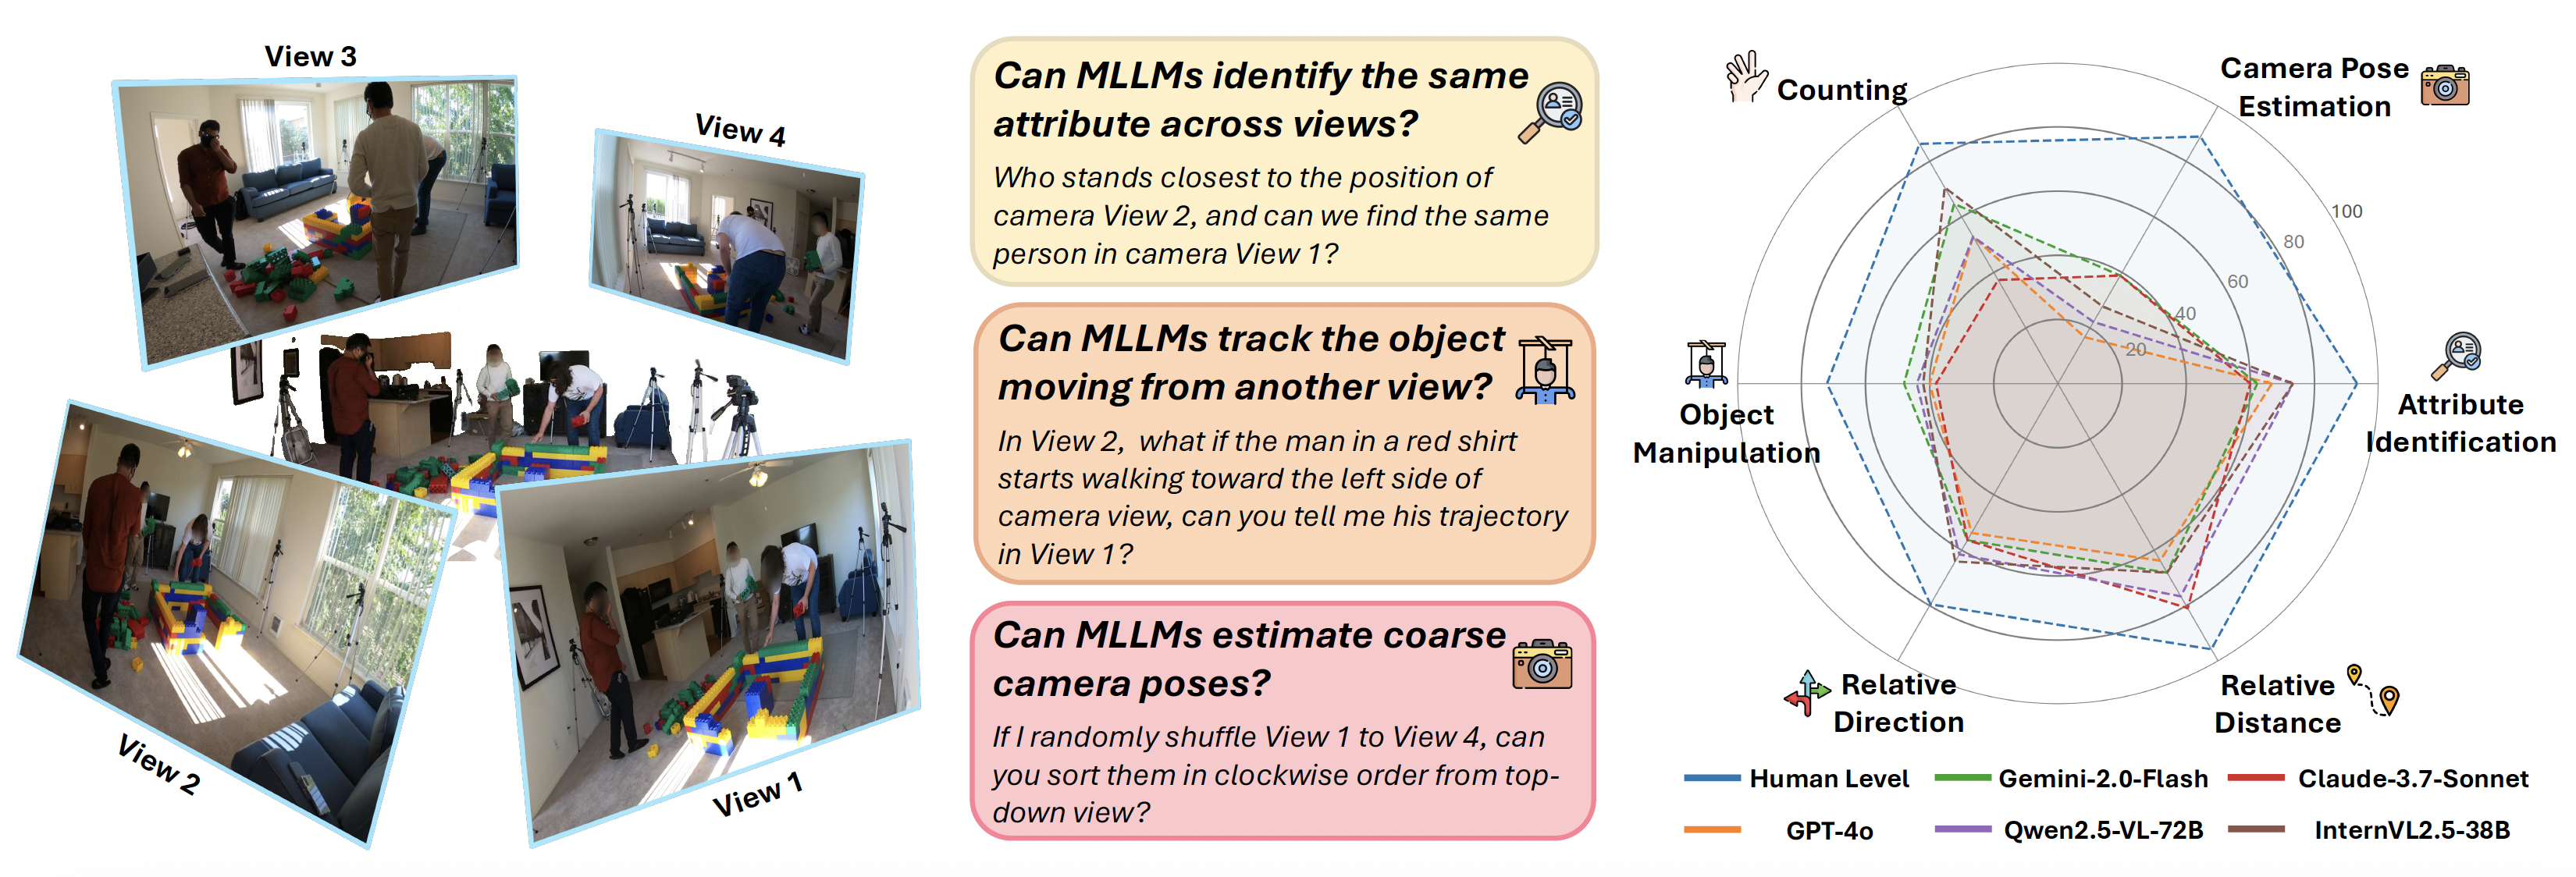 View 3
View 4
View 2
View 1
Can MLLMs identify the same
attribute across views?
Who stands closest to the position of
camera View 2, and can we find the same
person in camera View 1?
Can MLLMs track the object
moving from another view?
In View 2,  what if the man in a red shirt
starts walking toward the left side of
camera view, can you tell me his trajectory
in View 1?
Can MLLMs estimate coarse
camera poses?
If I randomly shuffle View 1 to View 4, can
you sort them in clockwise order from top-
down view?
Counting
Camera Pose
Estimation
100
80
60
40
20
Attribute
Identification
Object
Manipulation
Relative
Direction
Relative
Distance
Human Level
Gemini-2.0-Flash
Claude-3.7-Sonnet
GPT-4o
Qwen2.5-VL-72B
InternVL2.5-38B